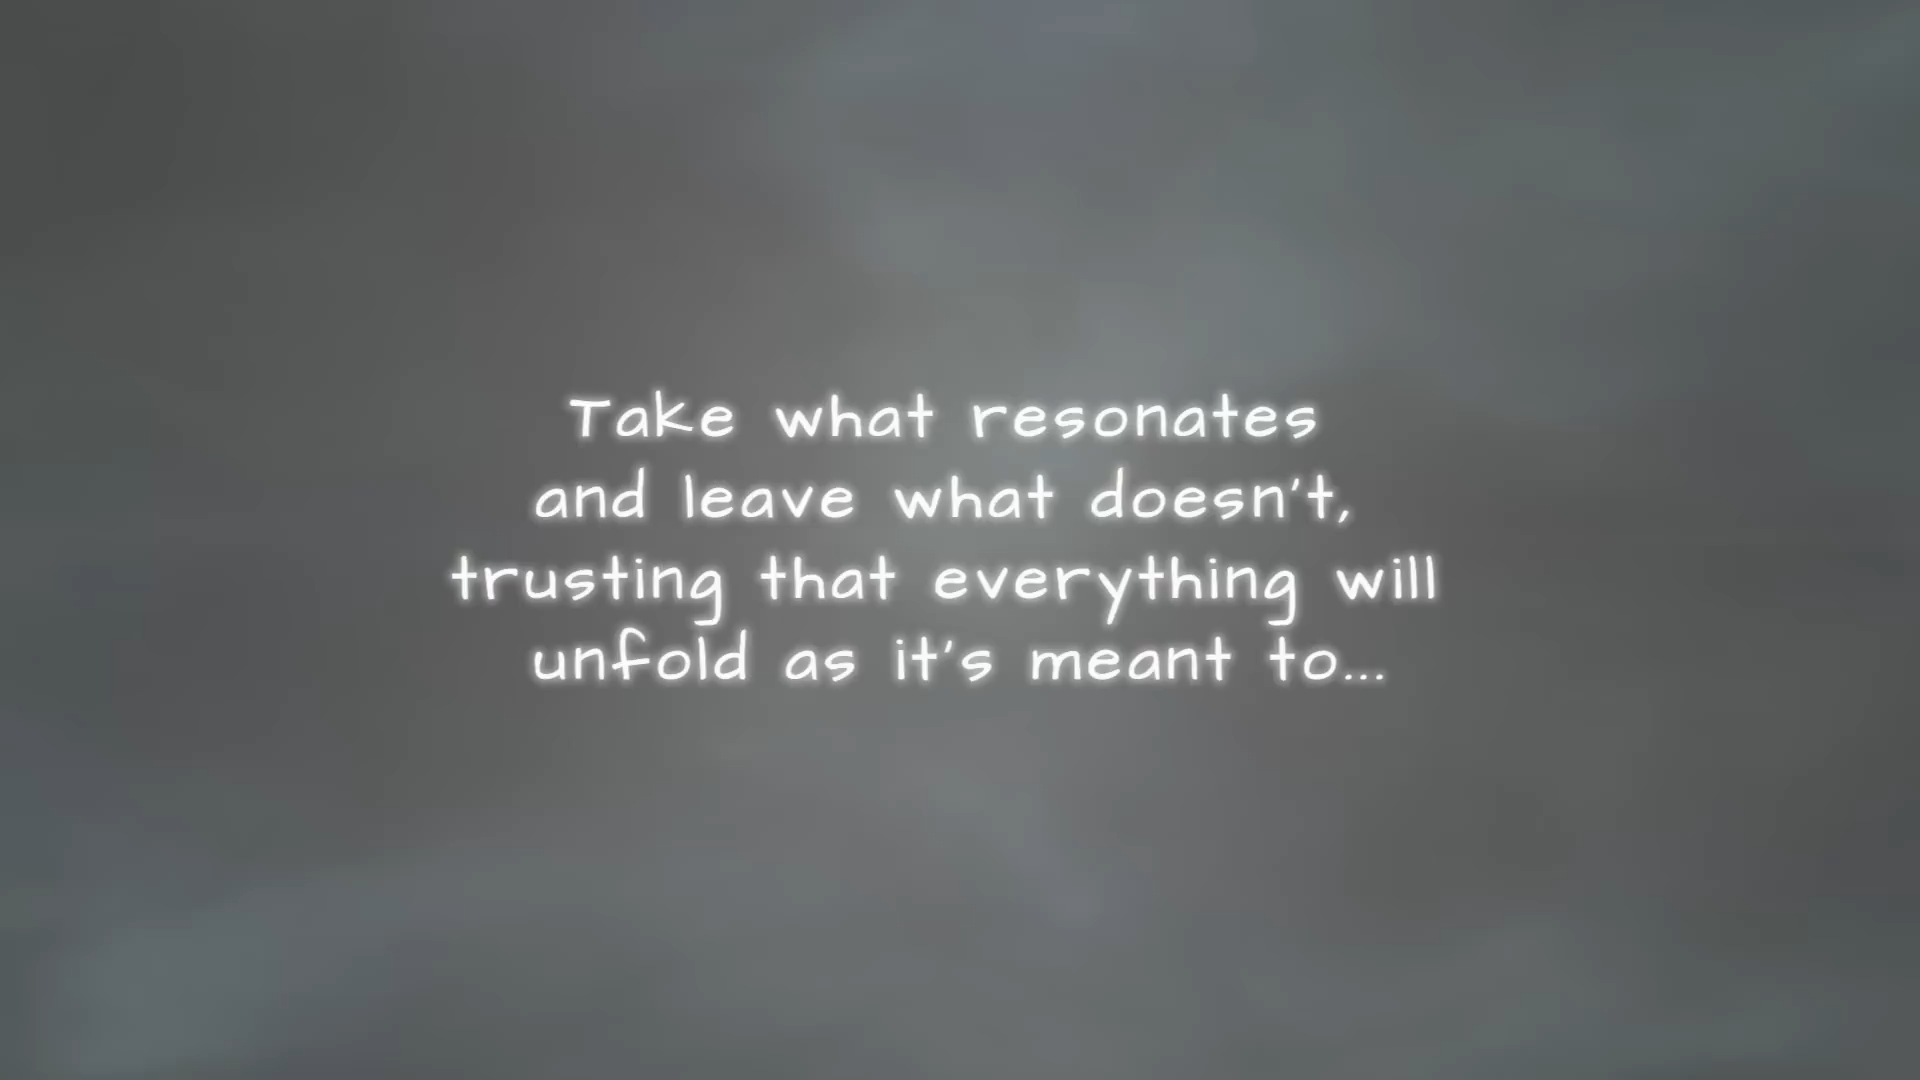 Take what resonates
and leave what doesn't,
trusting that everything will
unfold as it's meant to...